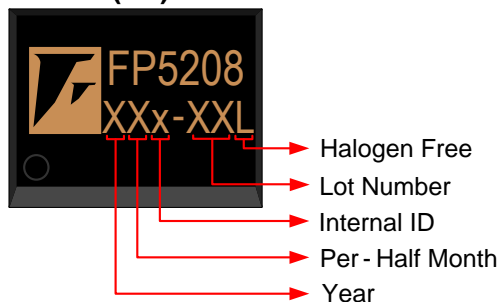 FP5208
XXx-XXL
Halogen Free
Lot Number
Internal ID
Per-Half Month
Year